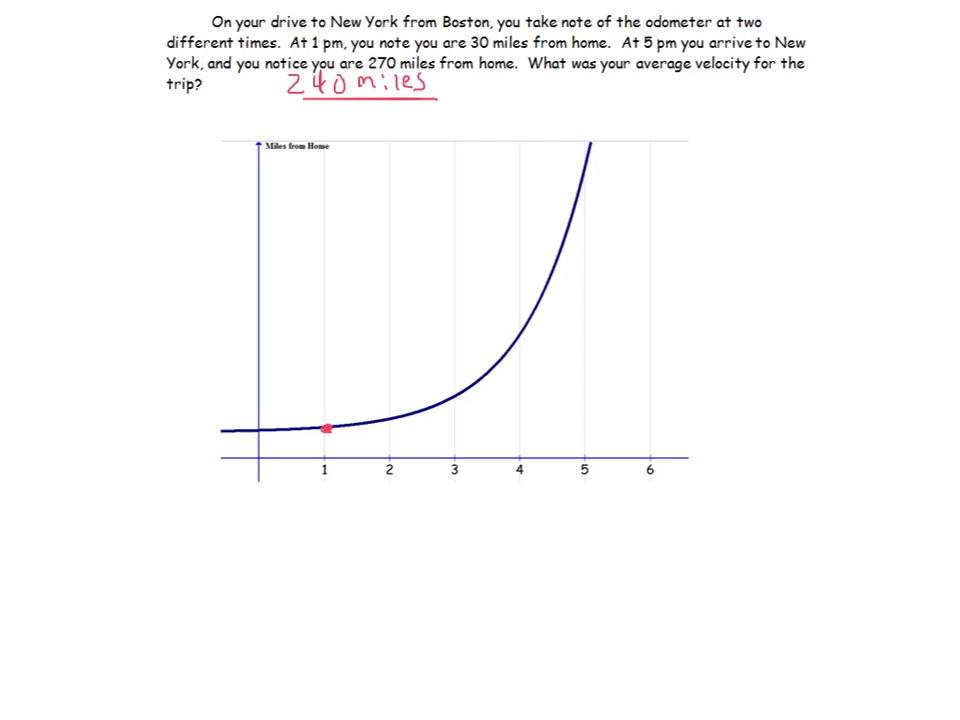 On your drive to New York from Boston, you take note of the odometer at two
different times. At 1 pm, you note you are 30 miles from home. At 5 pm you arrive to New
York, and you notice you are 270 miles from home. What was your average velocity for the
trip?
240 miles
Miles from Home
1 2 3 4 5 6